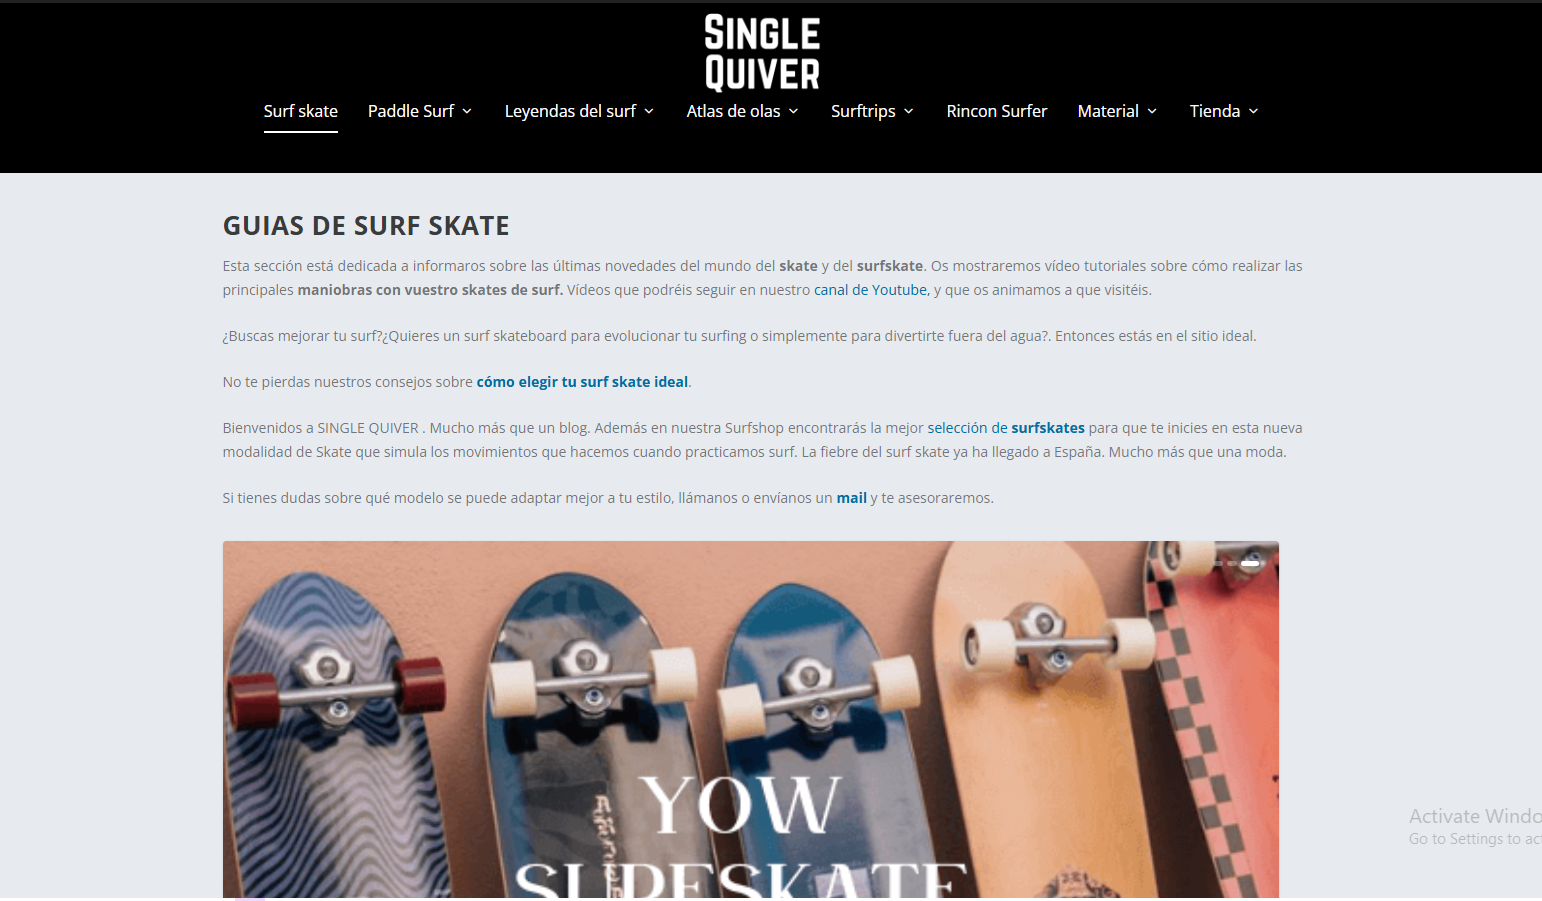 SINGLE
QUIVER
Surf skate Paddle Surf Leyendas del surf Atlas de olas Surftrips Rincon Surfer Material Tienda
GUIAS DE SURF SKATE
Esta sección está dedicada a informaros sobre las últimas novedades del mundo del skate y del surfskate. Os mostraremos vídeo tutoriales sobre cómo realizar las
principales maniobras con vuestro skates de surf. Vídeos que podréis seguir en nuestro canal de Youtube, y que os animamos a que visitéis.
¿Buscas mejorar tu surf?¿Quieres un surf skateboard para evolucionar tu surfing o simplemente para divertirte fuera del agua?. Entonces estás en el sitio ideal.
No te pierdas nuestros consejos sobre cómo elegir tu surf skate ideal.
Bienvenidos a SINGLE QUIVER . Mucho más que un blog. Además en nuestra Surfshop encontrarás la mejor selección de surfskates para que te inicies en esta nueva
modalidad de Skate que simula los movimientos que hacemos cuando practicamos surf. La fiebre del surf skate ya ha llegado a España. Mucho más que una moda.
Si tienes dudas sobre qué modelo se puede adaptar mejor a tu estilo, llámanos o envíanos un mail y te asesoraremos.
YOW
SURFSKATE
Activate Windo
Go to Settings to act